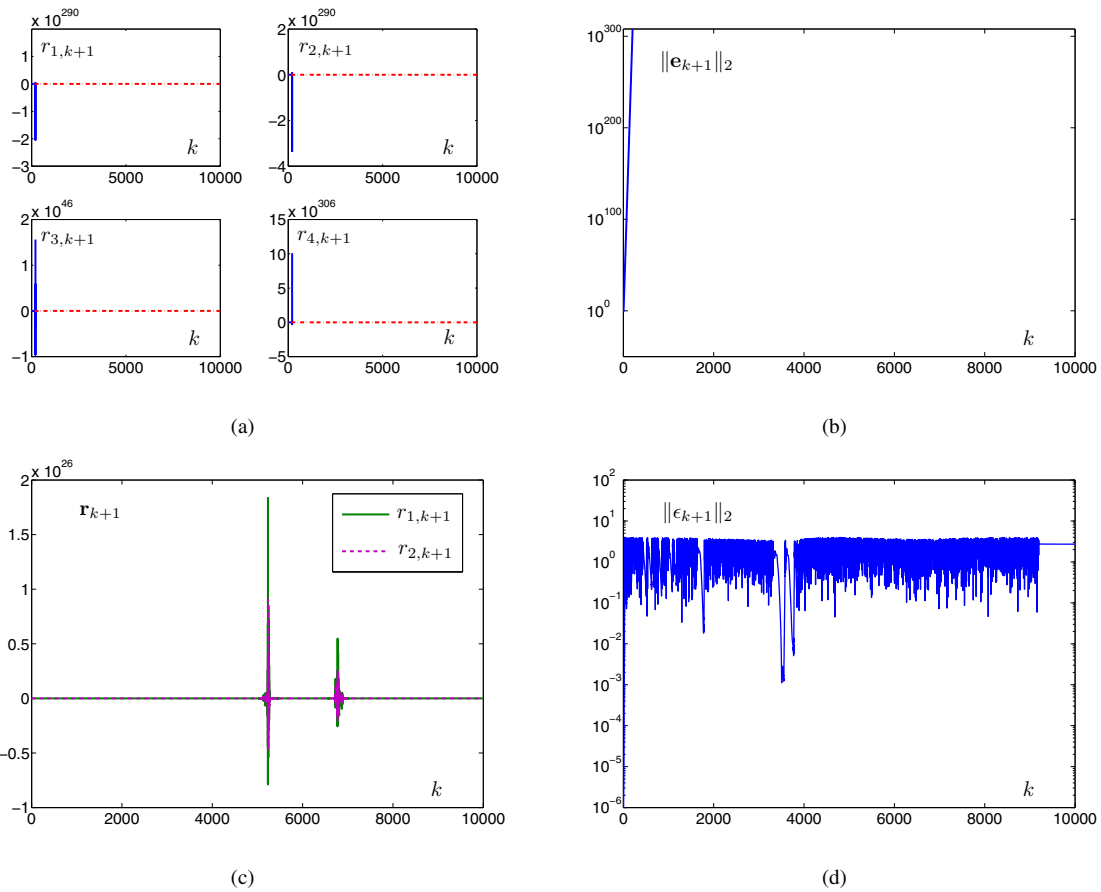 x 10^290
2
1
0
−1
−2
−3
r_{1,k+1}
k
0 5000 10000
x 10^290
2
0
−2
−4
r_{2,k+1}
k
0 5000 10000
x 10^46
2
1
0
−1
r_{3,k+1}
k
0 5000 10000
x 10^306
15
10
5
0
−5
r_{4,k+1}
k
0 5000 10000
(a)
10^300
10^200
10^100
10^0
‖e_{k+1}‖_2
k
0 2000 4000 6000 8000 10000
(b)
x 10^26
2
1.5
1
0.5
0
−0.5
−1
r_{k+1}
r_{1,k+1}
r_{2,k+1}
k
0 2000 4000 6000 8000 10000
(c)
10^2
10^1
10^0
10^−1
10^−2
10^−3
10^−4
10^−5
10^−6
‖ϵ_{k+1}‖_2
k
0 2000 4000 6000 8000 10000
(d)